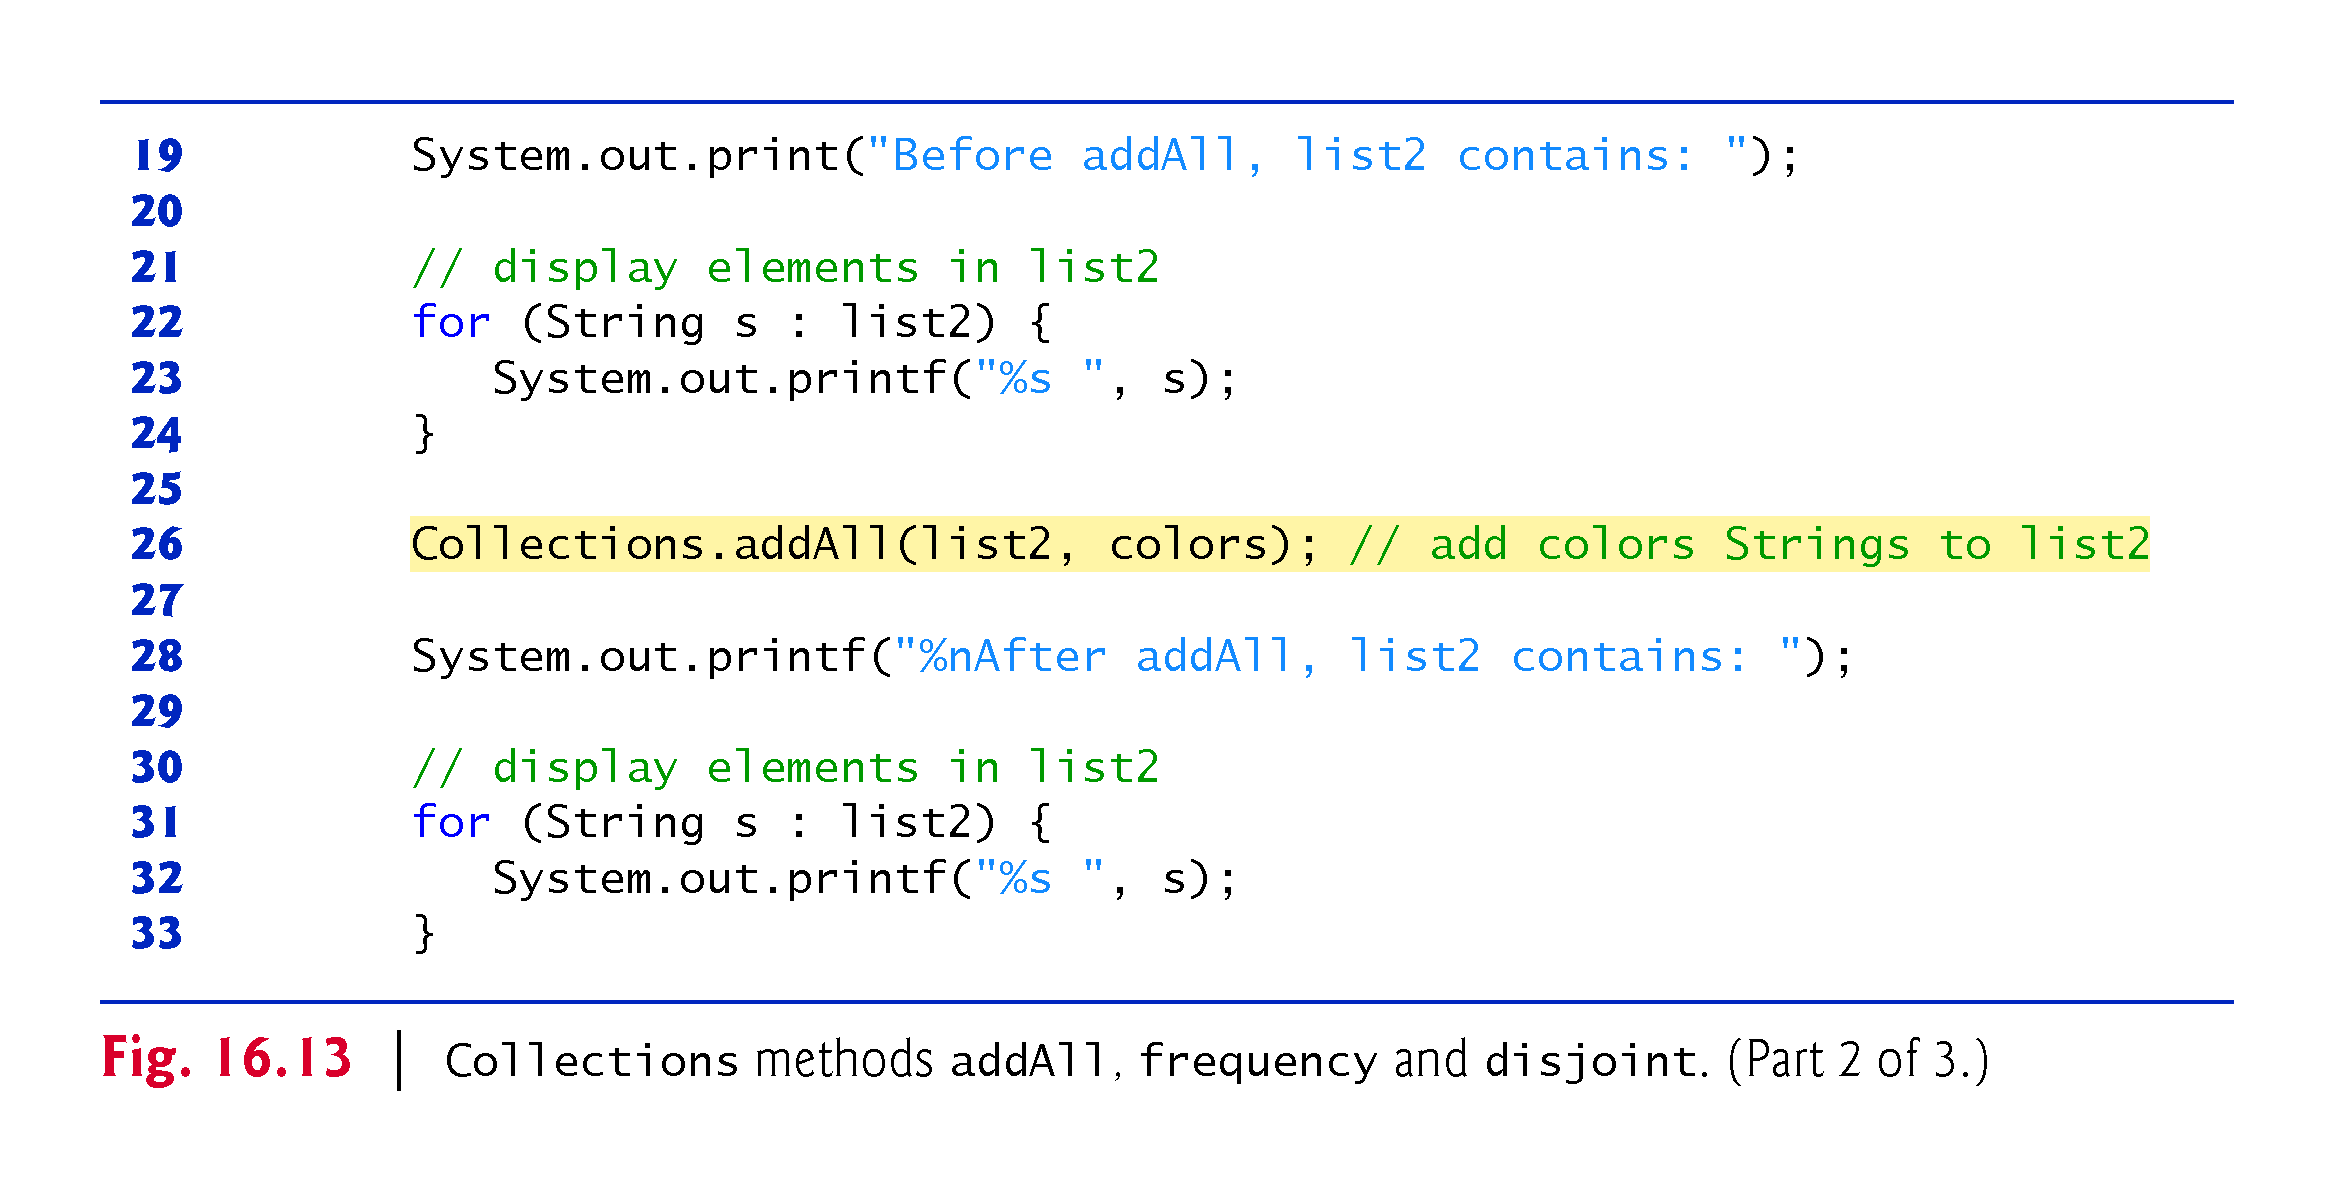 19 System.out.print("Before addAll, list2 contains: ");
20
21 // display elements in list2
22 for (String s : list2) {
23 System.out.printf("%s ", s);
24 }
25
26 Collections.addAll(list2, colors); // add colors Strings to list2
27
28 System.out.printf("%nAfter addAll, list2 contains: ");
29
30 // display elements in list2
31 for (String s : list2) {
32 System.out.printf("%s ", s);
33 }
Fig. 16.13 | Collections methods addAll, frequency and disjoint. (Part 2 of 3.)